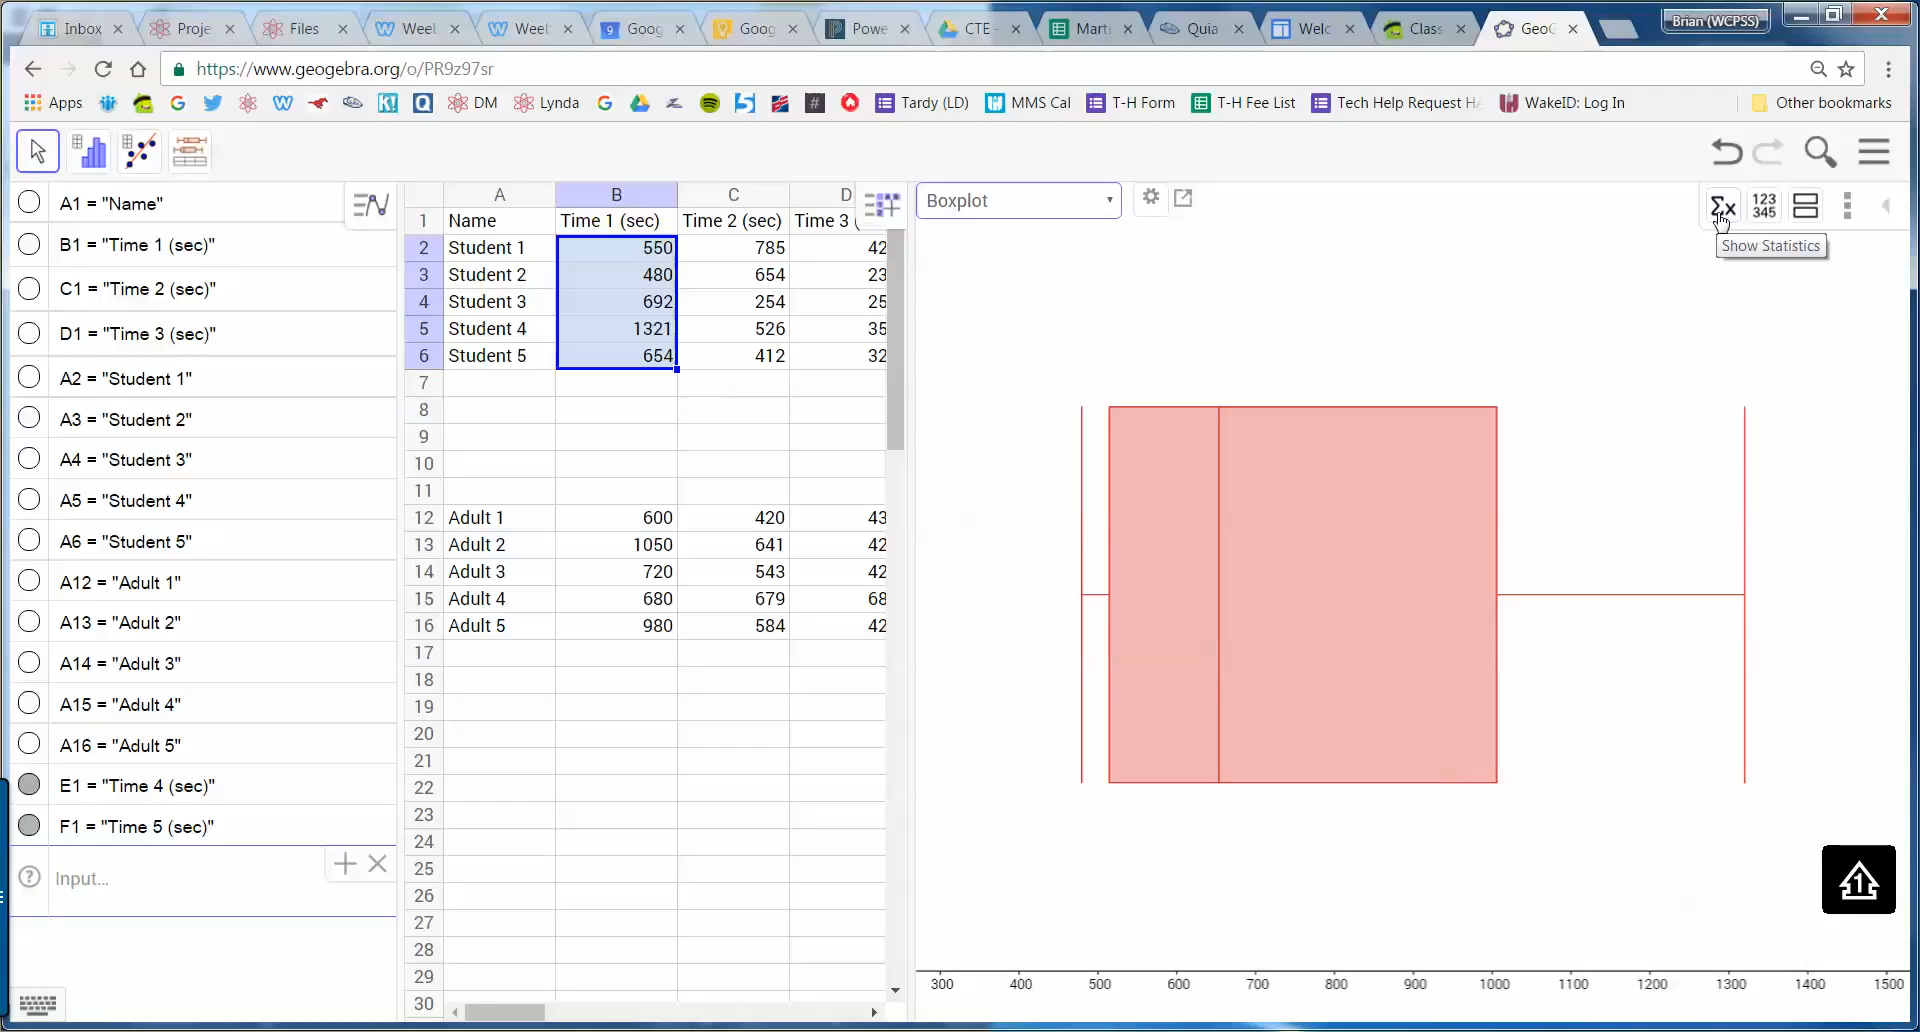 Inbox Proje Files Weel Weel Goog Goog Powe CTE - Marti Quia Welc Class GeoG Brian (WCPSS)
https://www.geogebra.org/o/PR9z97sr
Apps DM Lynda Tardy (LD) MMS Cal T-H Form T-H Fee List Tech Help Request HA WakeID: Log In Other bookmarks
A1 = "Name"
B1 = "Time 1 (sec)"
C1 = "Time 2 (sec)"
D1 = "Time 3 (sec)"
A2 = "Student 1"
A3 = "Student 2"
A4 = "Student 3"
A5 = "Student 4"
A6 = "Student 5"
A12 = "Adult 1"
A13 = "Adult 2"
A14 = "Adult 3"
A15 = "Adult 4"
A16 = "Adult 5"
E1 = "Time 4 (sec)"
F1 = "Time 5 (sec)"
Input...
A B C D
1 Name Time 1 (sec) Time 2 (sec) Time 3 (
2 Student 1 550 785 42
3 Student 2 480 654 23
4 Student 3 692 254 25
5 Student 4 1321 526 35
6 Student 5 654 412 32
7
8
9
10
11
12 Adult 1 600 420 43
13 Adult 2 1050 641 42
14 Adult 3 720 543 42
15 Adult 4 680 679 68
16 Adult 5 980 584 42
17
18
19
20
21
22
23
24
25
26
27
28
29
30
Boxplot
Σx 123 345
Show Statistics
1
300 400 500 600 700 800 900 1000 1100 1200 1300 1400 1500